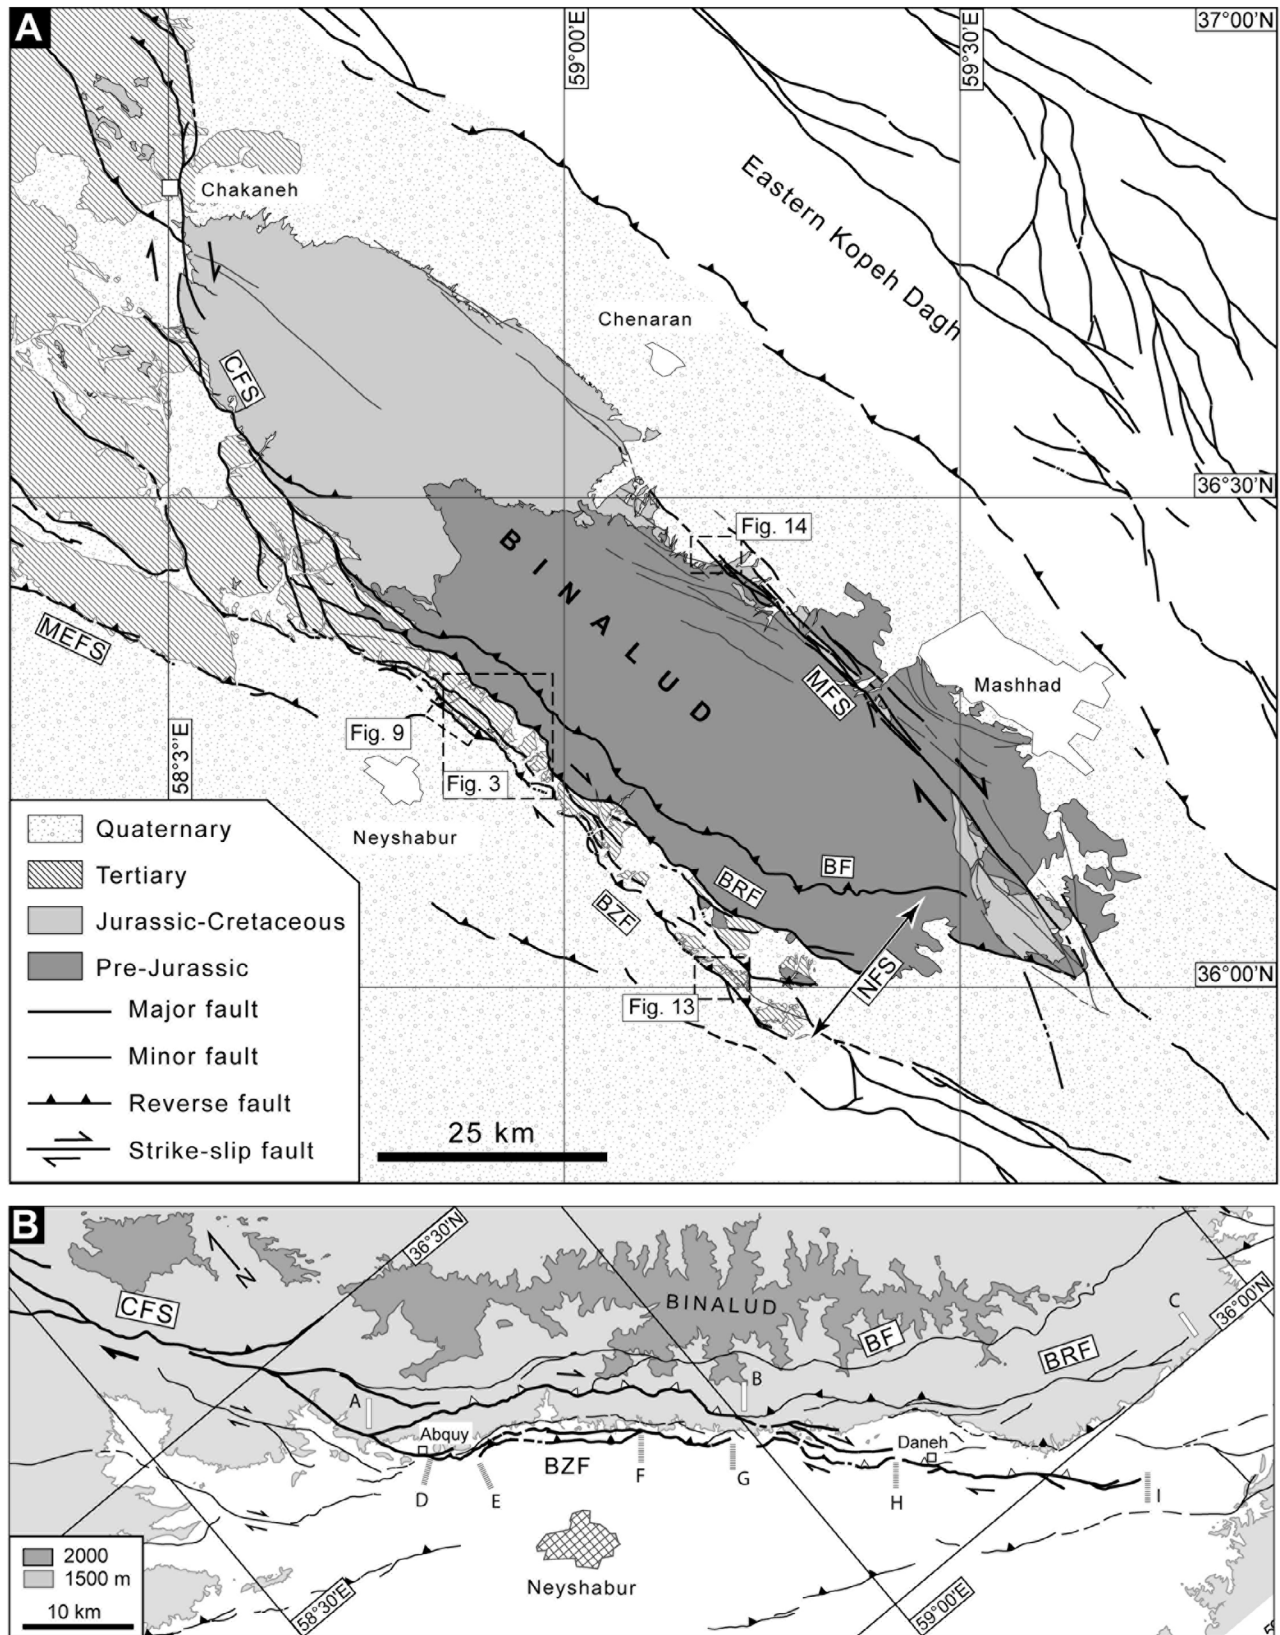 A
59°00'E
59°30'E
37°00'N
Chakaneh
Eastern Kopeh Dagh
Chenaran
CFS
36°30'N
Fig. 14
BINALUD
MEFS
MFS
Mashhad
58°3°'E
Fig. 9
Fig. 3
Neyshabur
BF
BRF
BZF
NFS
36°00'N
Fig. 13
Quaternary
Tertiary
Jurassic-Cretaceous
Pre-Jurassic
Major fault
Minor fault
Reverse fault
Strike-slip fault
25 km
B
36°30'N
N
CFS
BINALUD
BF
BRF
C
36°00'N
A
B
Abquy
Daneh
BZF
D
E
F
G
H
I
Neyshabur
2000
1500 m
10 km
58°30'E
59°00'E